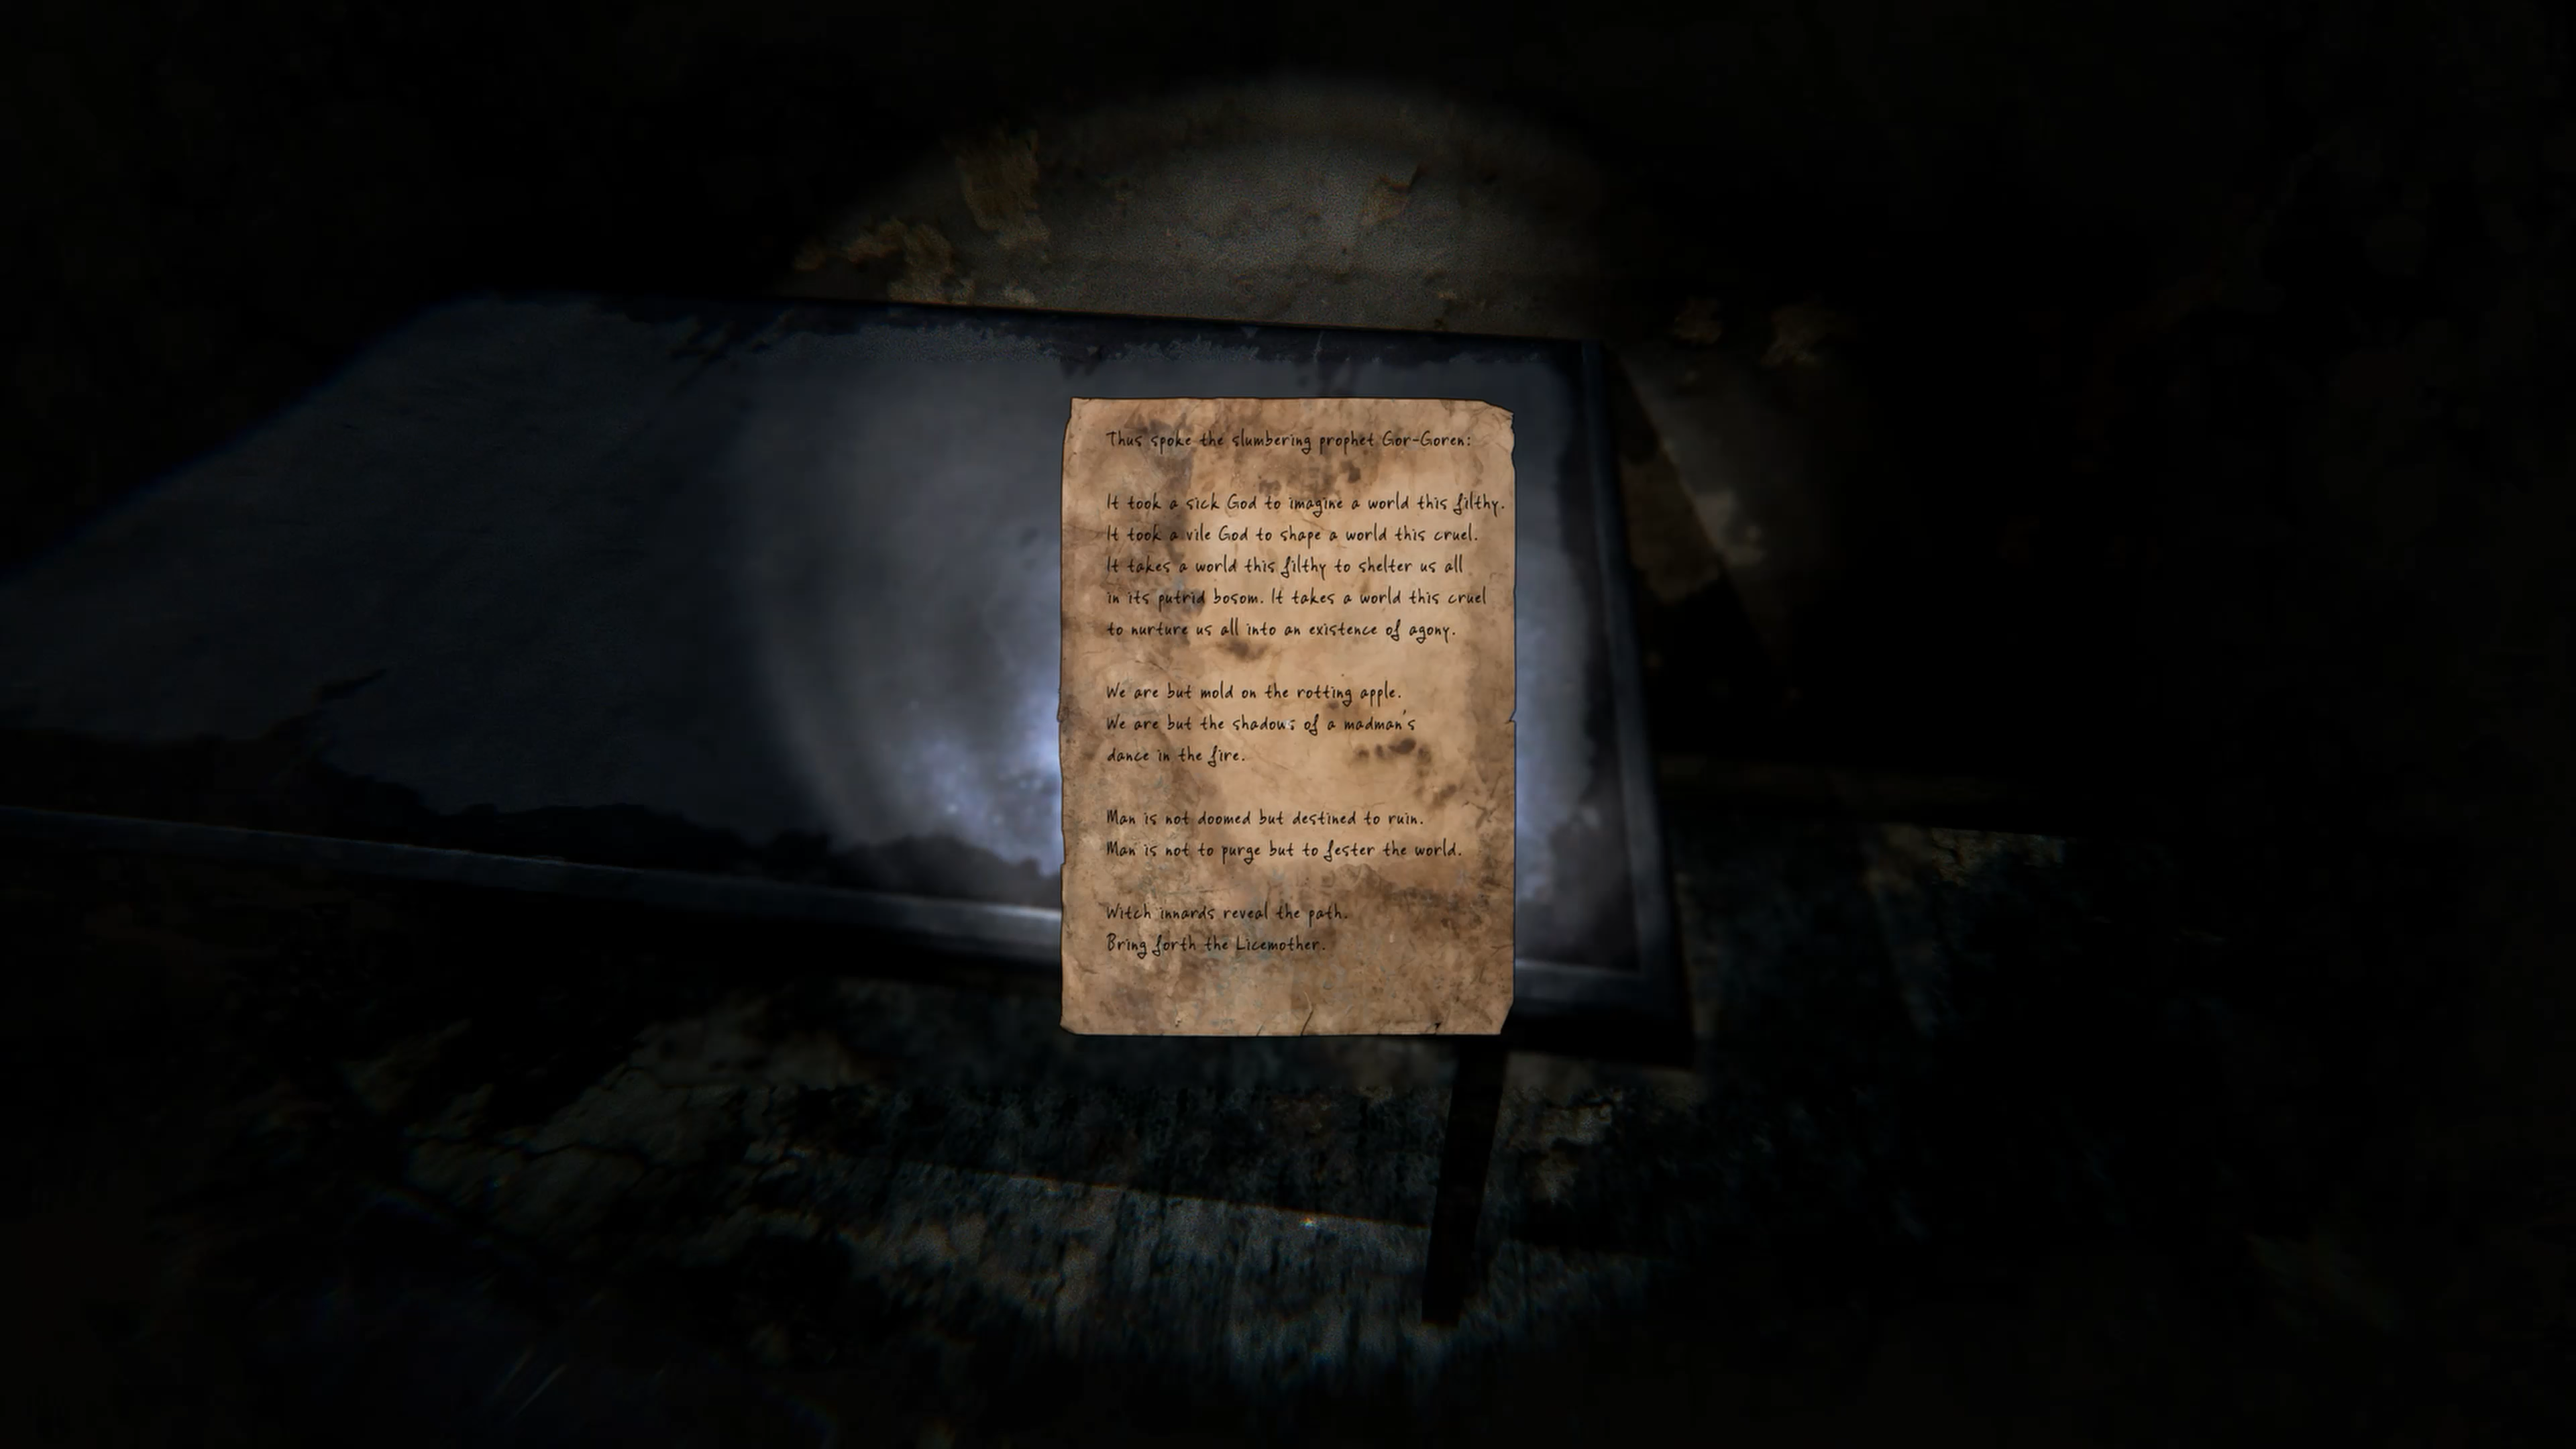 Thus spoke the slumbering prophet Gor-Goren:
It took a sick God to imagine a world this filthy.
It took a vile God to shape a world this cruel.
It takes a world this filthy to shelter us all
in its putrid bosom. It takes a world this cruel
to nurture us all into an existence of agony.
We are but mold on the rotting apple.
We are but the shadows of a madman's
dance in the fire.
Man is not doomed but destined to ruin.
Man is not to purge but to fester the world.
Witch innards reveal the path.
Bring forth the Licemother.